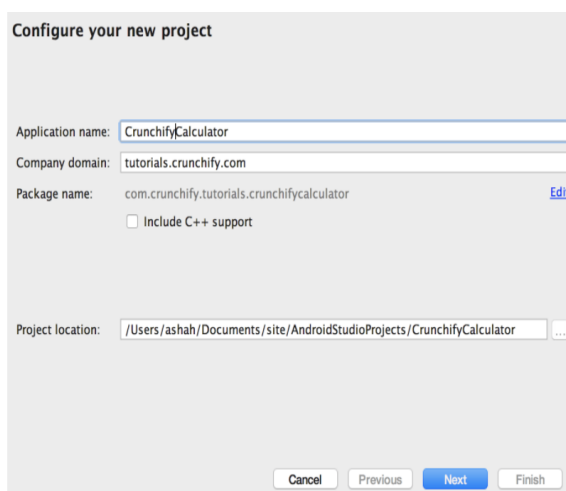 Configure your new project
Application name: CrunchifyCalculator
Company domain: tutorials.crunchify.com
Package name: com.crunchify.tutorials.crunchifycalculator Edi
Include C++ support
Project location: /Users/ashah/Documents/site/AndroidStudioProjects/CrunchifyCalculator ...
Cancel Previous Next Finish